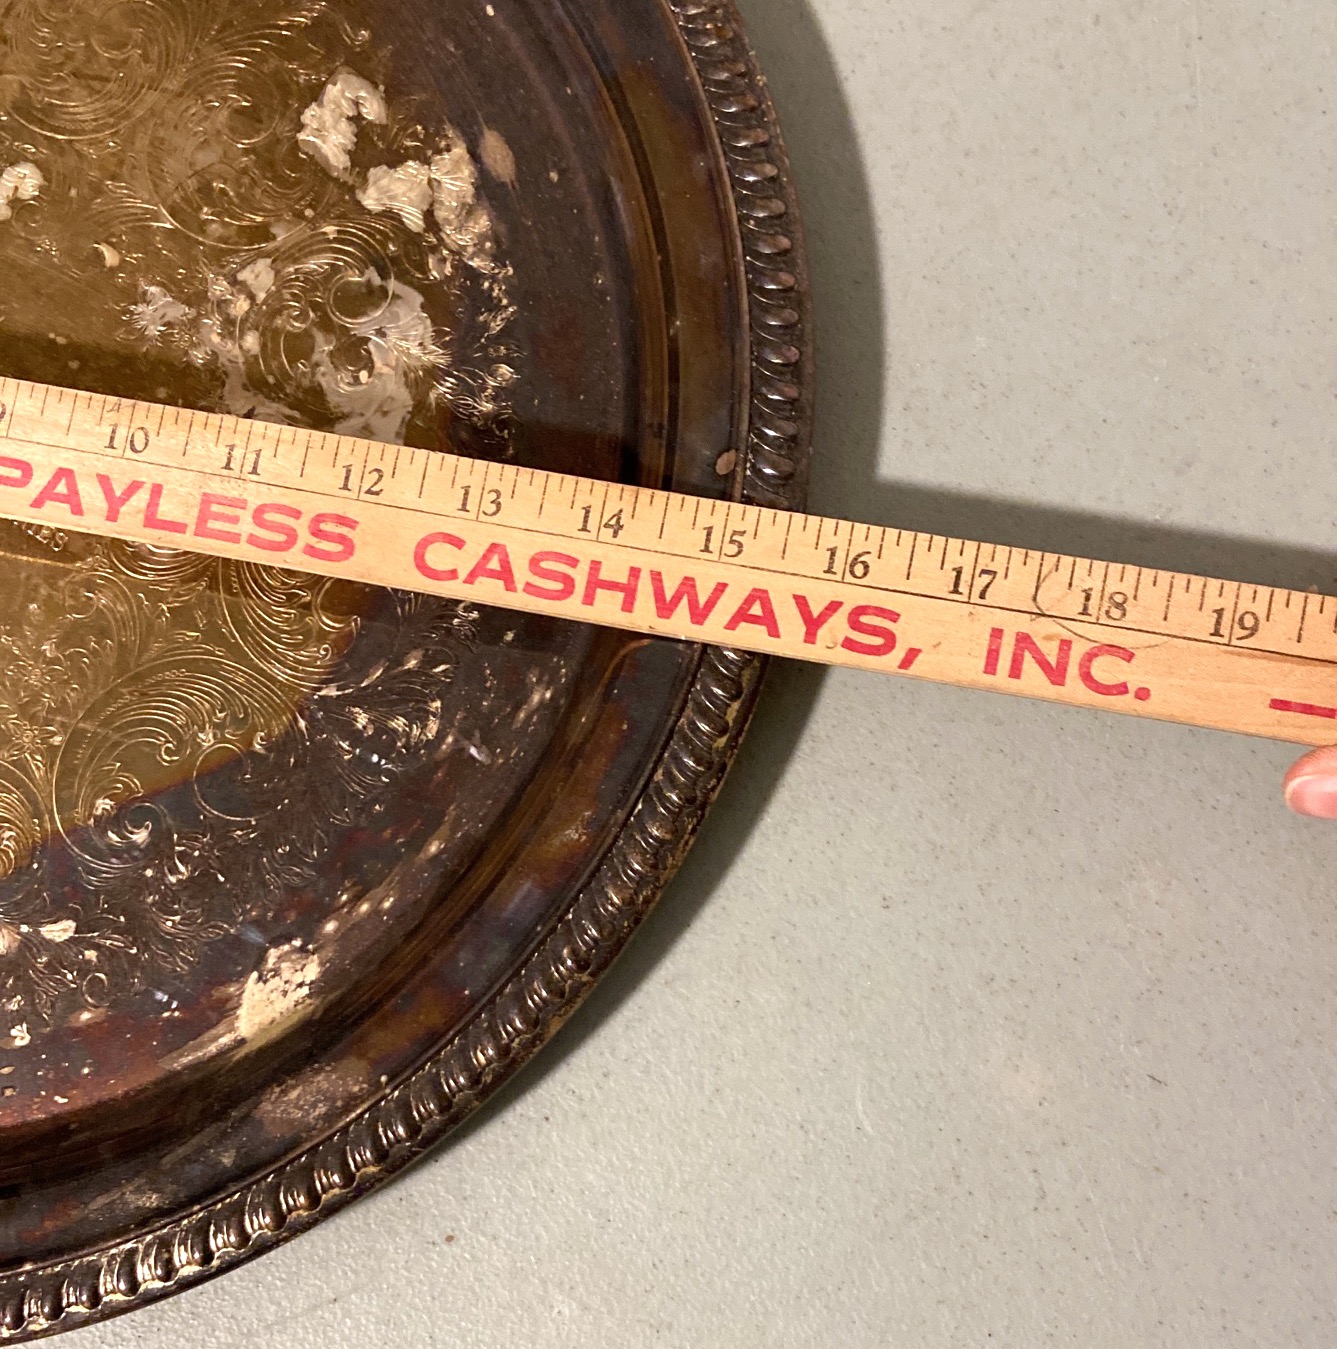 10 11 12 13 14 15 16 17 18 19
PAYLESS CASHWAYS, INC.